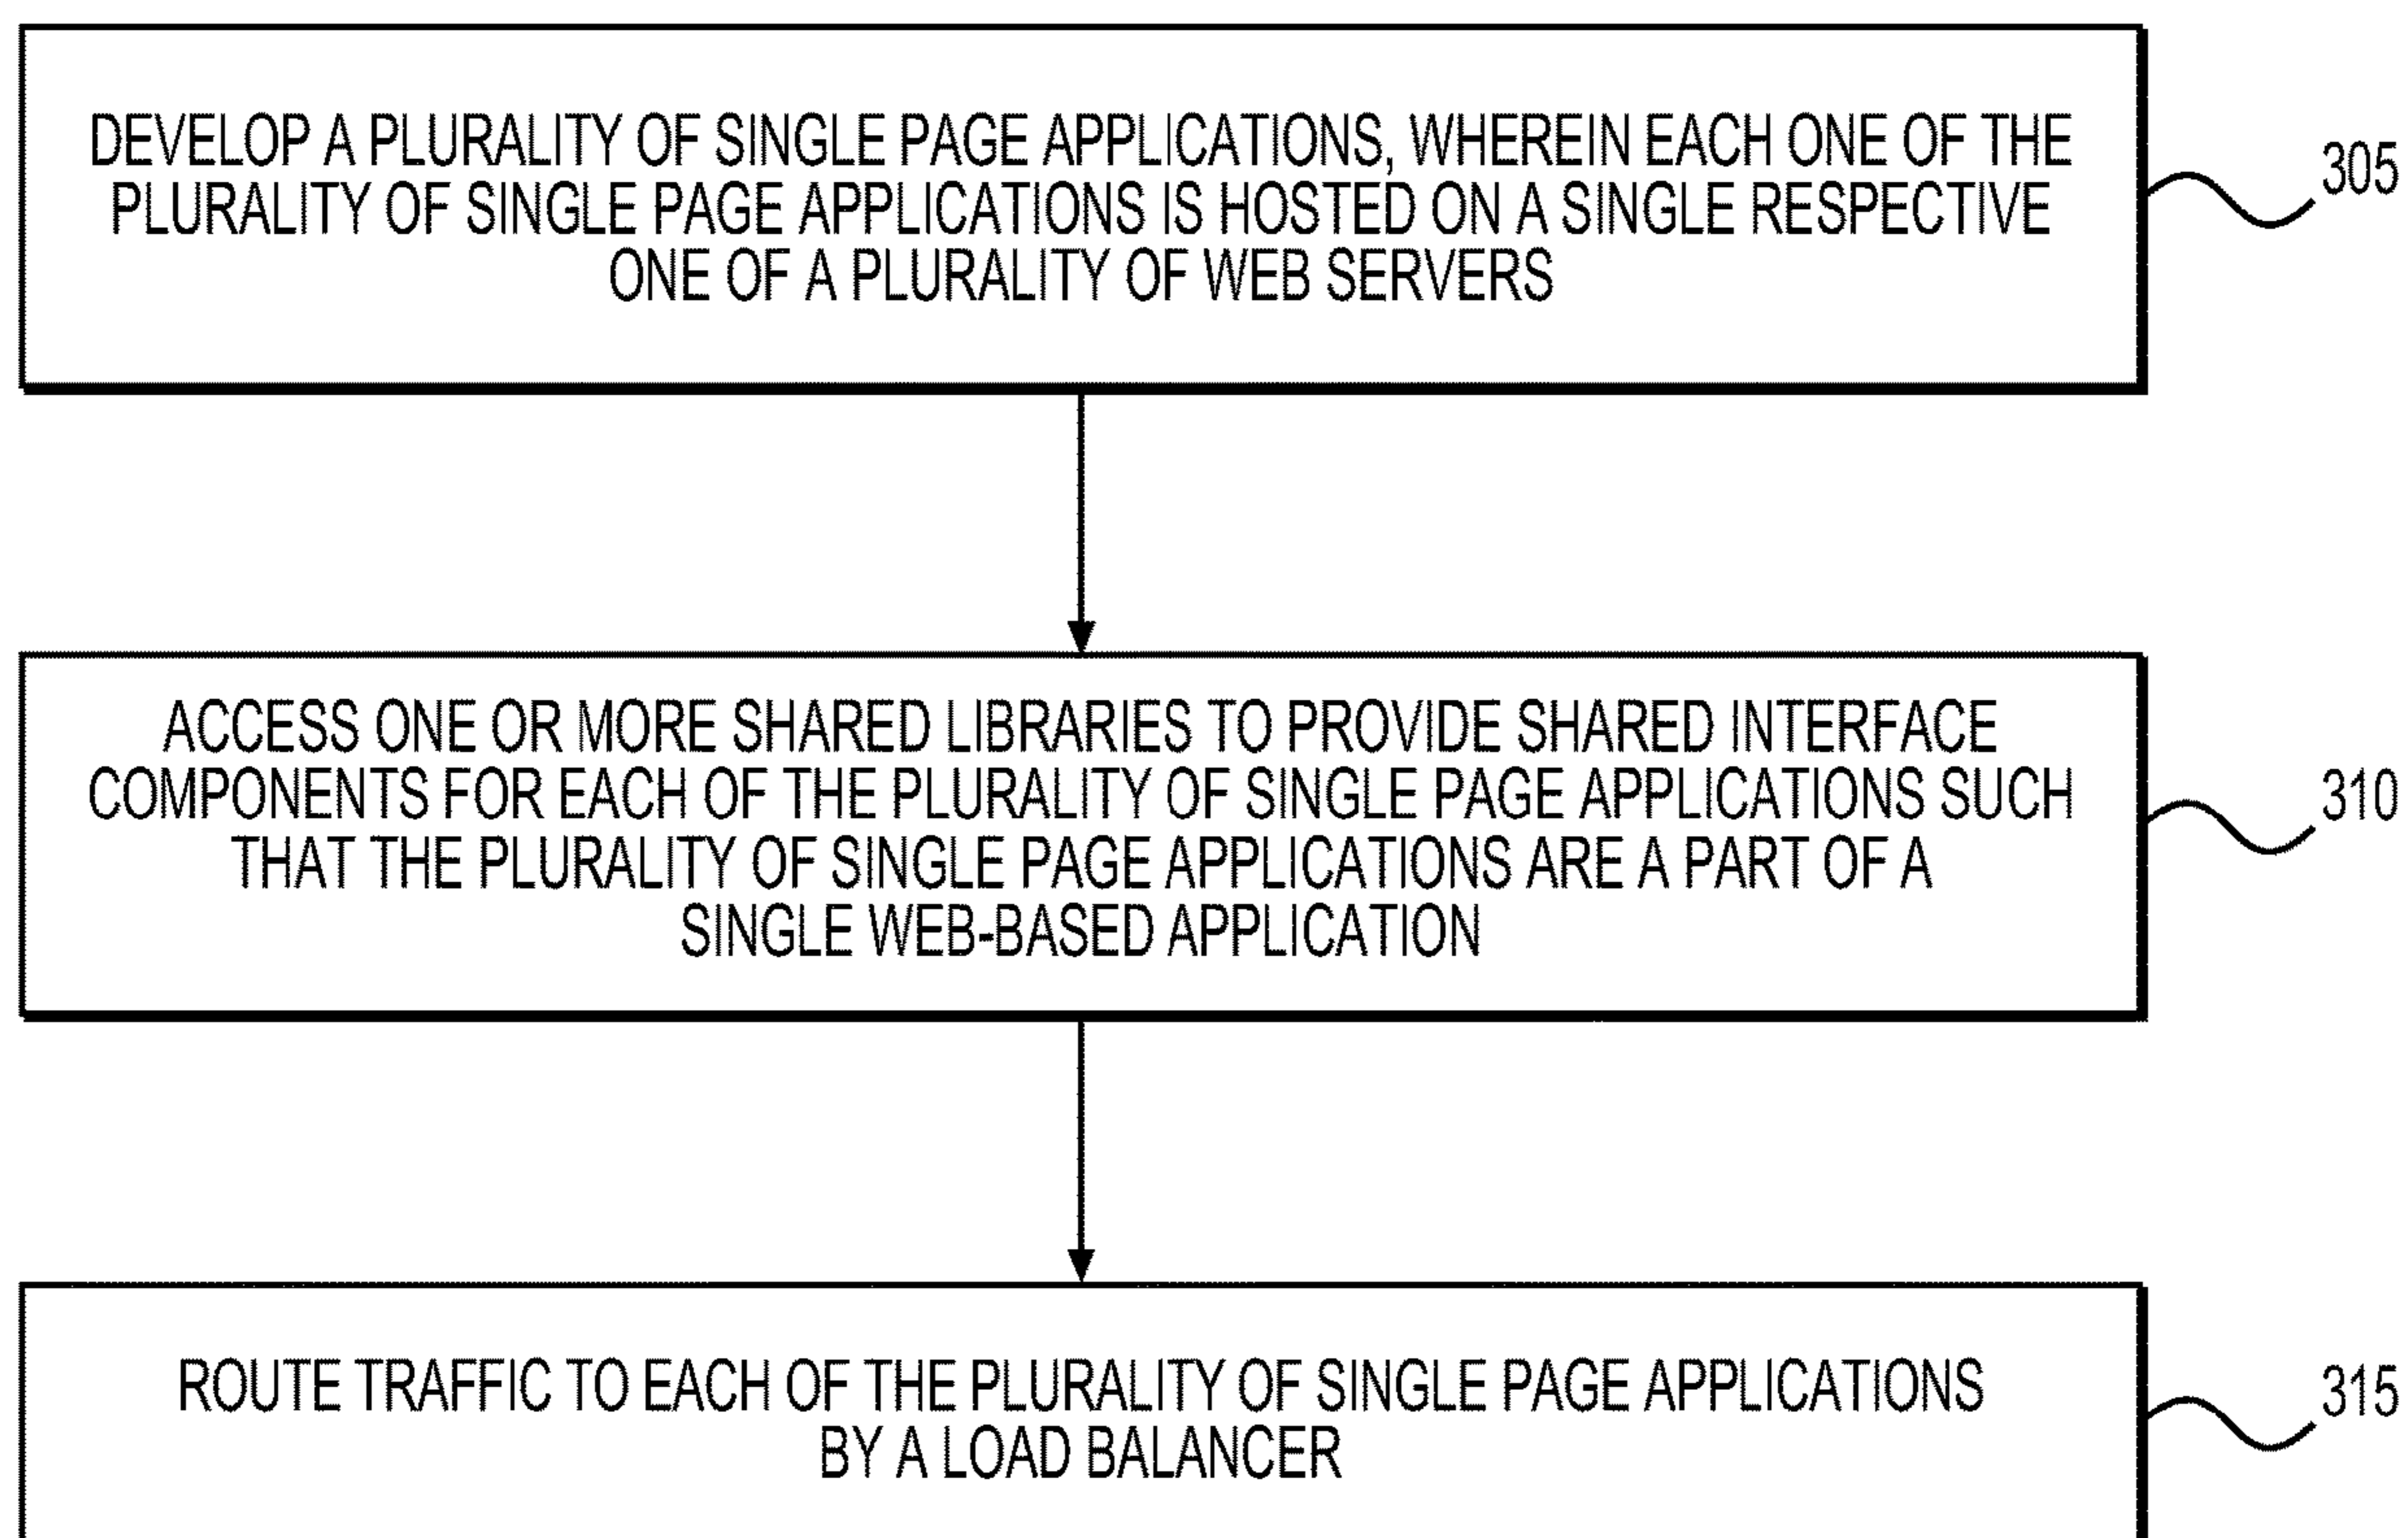 DEVELOP A PLURALITY OF SINGLE PAGE APPLICATIONS, WHEREIN EACH ONE OF THE
PLURALITY OF SINGLE PAGE APPLICATIONS IS HOSTED ON A SINGLE RESPECTIVE
ONE OF A PLURALITY OF WEB SERVERS
305
ACCESS ONE OR MORE SHARED LIBRARIES TO PROVIDE SHARED INTERFACE
COMPONENTS FOR EACH OF THE PLURALITY OF SINGLE PAGE APPLICATIONS SUCH
THAT THE PLURALITY OF SINGLE PAGE APPLICATIONS ARE A PART OF A
SINGLE WEB-BASED APPLICATION
310
ROUTE TRAFFIC TO EACH OF THE PLURALITY OF SINGLE PAGE APPLICATIONS
BY A LOAD BALANCER
315